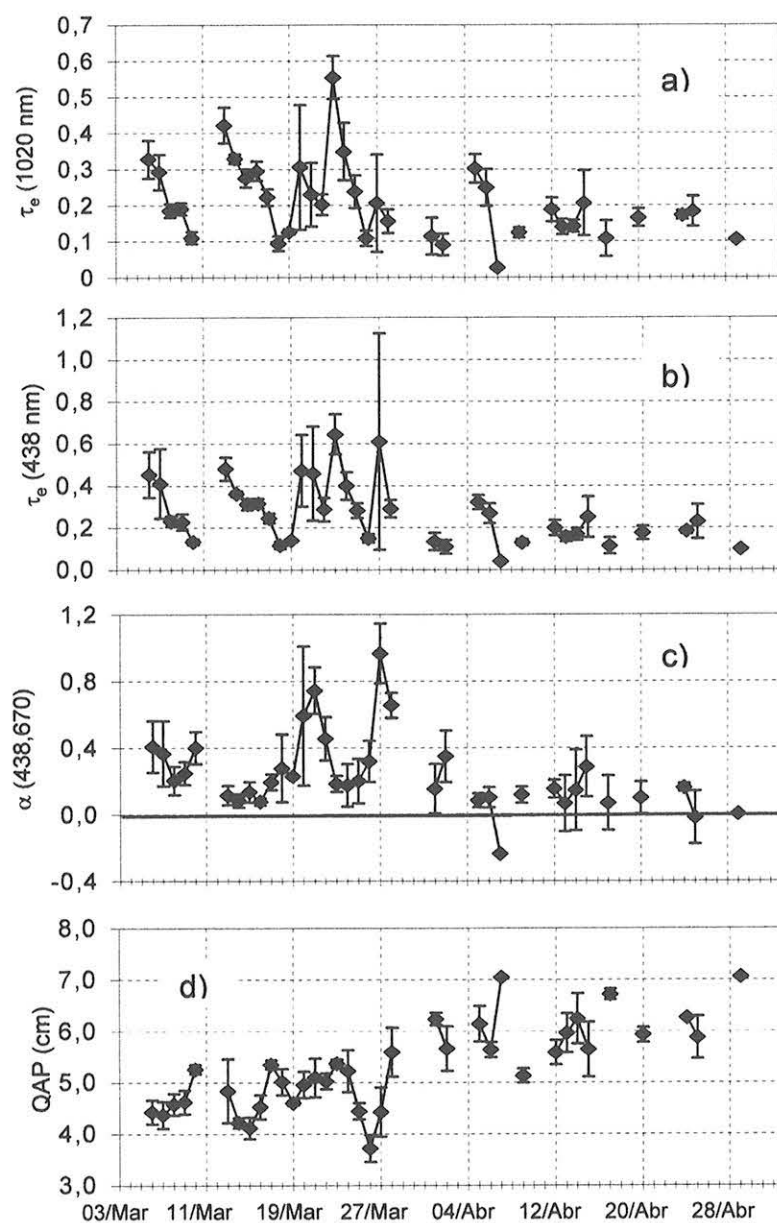 a)
τe (1020 nm)
0,7
0,6
0,5
0,4
0,3
0,2
0,1
0
b)
τe (438 nm)
1,2
1,0
0,8
0,6
0,4
0,2
0,0
c)
α (438,670)
1,2
0,8
0,4
0,0
-0,4
d)
QAP (cm)
8,0
7,0
6,0
5,0
4,0
3,0
03/Mar 11/Mar 19/Mar 27/Mar 04/Abr 12/Abr 20/Abr 28/Abr